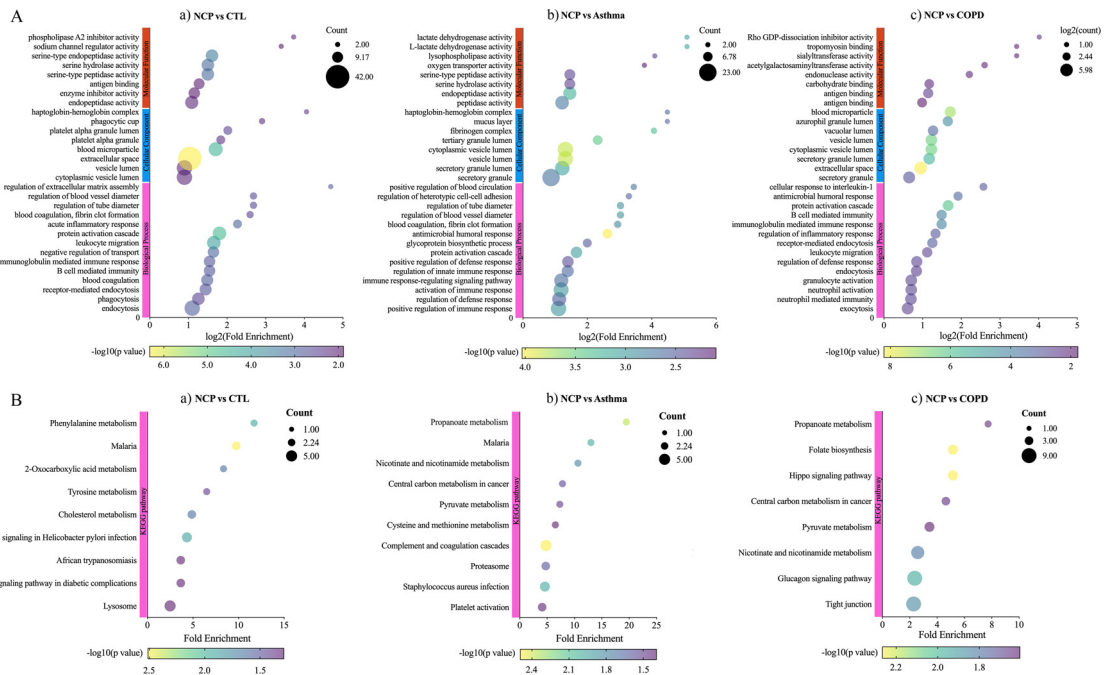 A
a) NCP vs CTL
phospholipase A2 inhibitor activity
sodium channel regulator activity
serine-type endopeptidase activity
serine hydrolase activity
serine-type peptidase activity
antigen binding
enzyme inhibitor activity
endopeptidase activity
haptoglobin-hemoglobin complex
phagocytic cup
platelet alpha granule lumen
platelet alpha granule
blood microparticle
extracellular space
vesicle lumen
cytoplasmic vesicle lumen
regulation of extracellular matrix assembly
regulation of blood vessel diameter
regulation of tube diameter
blood coagulation, fibrin clot formation
acute inflammatory response
protein activation cascade
leukocyte migration
negative regulation of transport
mmunoglobulin mediated immune response
B cell mediated immunity
blood coagulation
receptor-mediated endocytosis
phagocytosis
endocytosis
Molecular Function
Cellular Component
Biological Process
Count
2.00
9.17
42.00
0
0 1 2 3 4 5
log2(Fold Enrichment)
-log10(p value)
6.0 5.0 4.0 3.0 2.0
b) NCP vs Asthma
lactate dehydrogenase activity
L-lactate dehydrogenase activity
lysophospholipase activity
oxygen transporter activity
serine-type peptidase activity
serine hydrolase activity
endopeptidase activity
peptidase activity
haptoglobin-hemoglobin complex
mucus layer
fibrinogen complex
tertiary granule lumen
cytoplasmic vesicle lumen
vesicle lumen
secretory granule lumen
secretory granule
positive regulation of blood circulation
regulation of heterotypic cell-cell adhesion
regulation of tube diameter
regulation of blood vessel diameter
blood coagulation, fibrin clot formation
antimicrobial humoral response
glycoprotein biosynthetic process
protein activation cascade
positive regulation of defense response
regulation of innate immune response
immune response-regulating signaling pathway
activation of immune response
regulation of defense response
positive regulation of immune response
Molecular Function
Cellular Component
Biological Process
Count
2.00
6.78
23.00
0
0 2 4 6
log2(Fold Enrichment)
-log10(p value)
4.0 3.5 3.0 2.5
c) NCP vs COPD
Rho GDP-dissociation inhibitor activity
tropomyosin binding
sialyltransferase activity
acetylgalactosaminyltransferase activity
endonuclease activity
carbohydrate binding
antigen binding
antigen binding
blood microparticle
azurophil granule lumen
vacuolar lumen
vesicle lumen
cytoplasmic vesicle lumen
secretory granule lumen
extracellular space
secretory granule
cellular response to interleukin-1
antimicrobial humoral response
protein activation cascade
B cell mediated immunity
immunoglobulin mediated immune response
regulation of inflammatory response
receptor-mediated endocytosis
leukocyte migration
regulation of defense response
endocytosis
granulocyte activation
neutrophil activation
neutrophil mediated immunity
exocytosis
Molecular Function
Cellular Component
Biological Process
log2(count)
1.00
2.44
5.98
0
0 1 2 3 4 5
log2(Fold Enrichment)
-log10(p value)
8 6 4 2
B
a) NCP vs CTL
Phenylalanine metabolism
Malaria
2-Oxocarboxylic acid metabolism
Tyrosine metabolism
Cholesterol metabolism
signaling in Helicobacter pylori infection
African trypanosomiasis
naling pathway in diabetic complications
Lysosome
KEGG pathway
Count
1.00
2.24
5.00
0 5 10 15
Fold Enrichment
-log10(p value)
2.5 2.0 1.5
b) NCP vs Asthma
Propanoate metabolism
Malaria
Nicotinate and nicotinamide metabolism
Central carbon metabolism in cancer
Pyruvate metabolism
Cysteine and methionine metabolism
Complement and coagulation cascades
Proteasome
Staphylococcus aureus infection
Platelet activation
KEGG pathway
Count
1.00
2.24
5.00
0 5 10 15 20 25
Fold Enrichment
-log10(p value)
2.4 2.1 1.8 1.5
c) NCP vs COPD
Propanoate metabolism
Folate biosynthesis
Hippo signaling pathway
Central carbon metabolism in cancer
Pyruvate metabolism
Nicotinate and nicotinamide metabolism
Glucagon signaling pathway
Tight junction
KEGG pathway
Count
1.00
3.00
9.00
0 2 4 6 8 10
Fold Enrichment
-log10(p value)
2.2 2.0 1.8